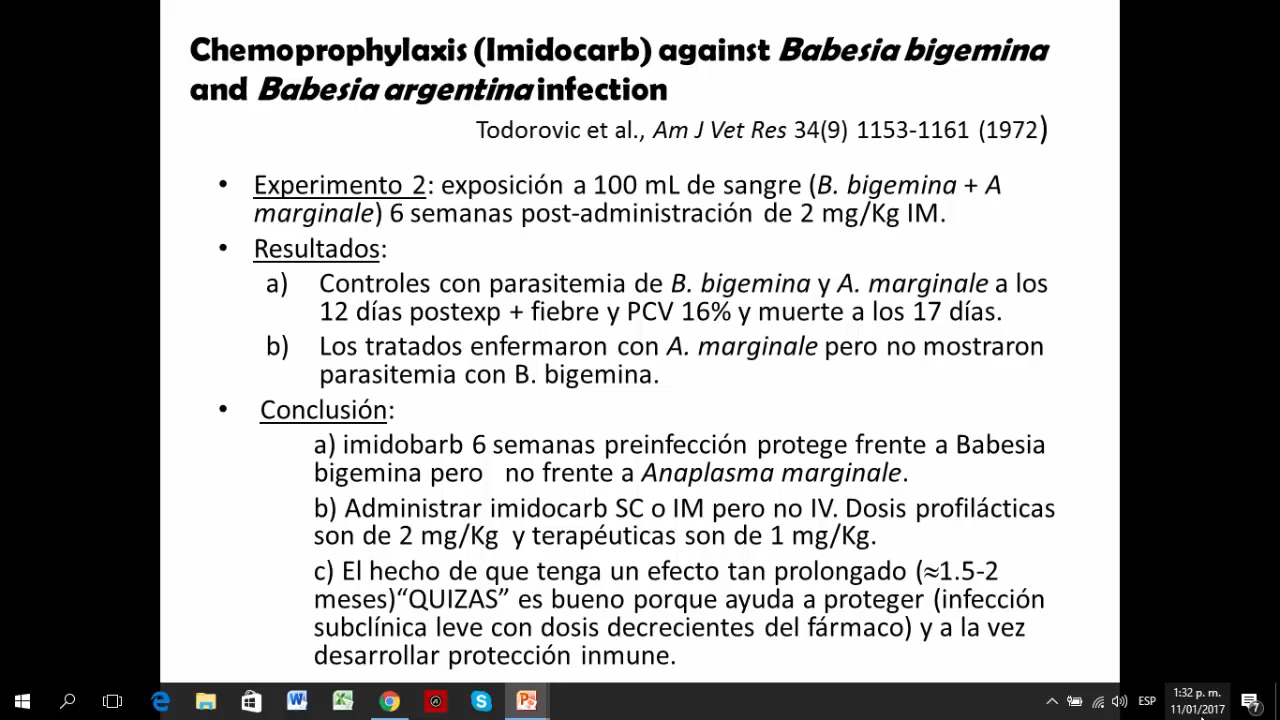 Chemoprophylaxis (Imidocarb) against Babesia bigemina
and Babesia argentina infection
Todorovic et al., Am J Vet Res 34(9) 1153-1161 (1972)
• Experimento 2: exposición a 100 mL de sangre (B. bigemina + A
marginale) 6 semanas post-administración de 2 mg/Kg IM.
• Resultados:
a) Controles con parasitemia de B. bigemina y A. marginale a los
12 días postexp + fiebre y PCV 16% y muerte a los 17 días.
b) Los tratados enfermaron con A. marginale pero no mostraron
parasitemia con B. bigemina.
• Conclusión:
a) imidobarb 6 semanas preinfección protege frente a Babesia
bigemina pero no frente a Anaplasma marginale.
b) Administrar imidocarb SC o IM pero no IV. Dosis profilácticas
son de 2 mg/Kg y terapéuticas son de 1 mg/Kg.
c) El hecho de que tenga un efecto tan prolongado (≈1.5-2
meses)“QUIZAS” es bueno porque ayuda a proteger (infección
subclínica leve con dosis decrecientes del fármaco) y a la vez
desarrollar protección inmune.
ESP
1:32 p. m.
11/01/2017
7